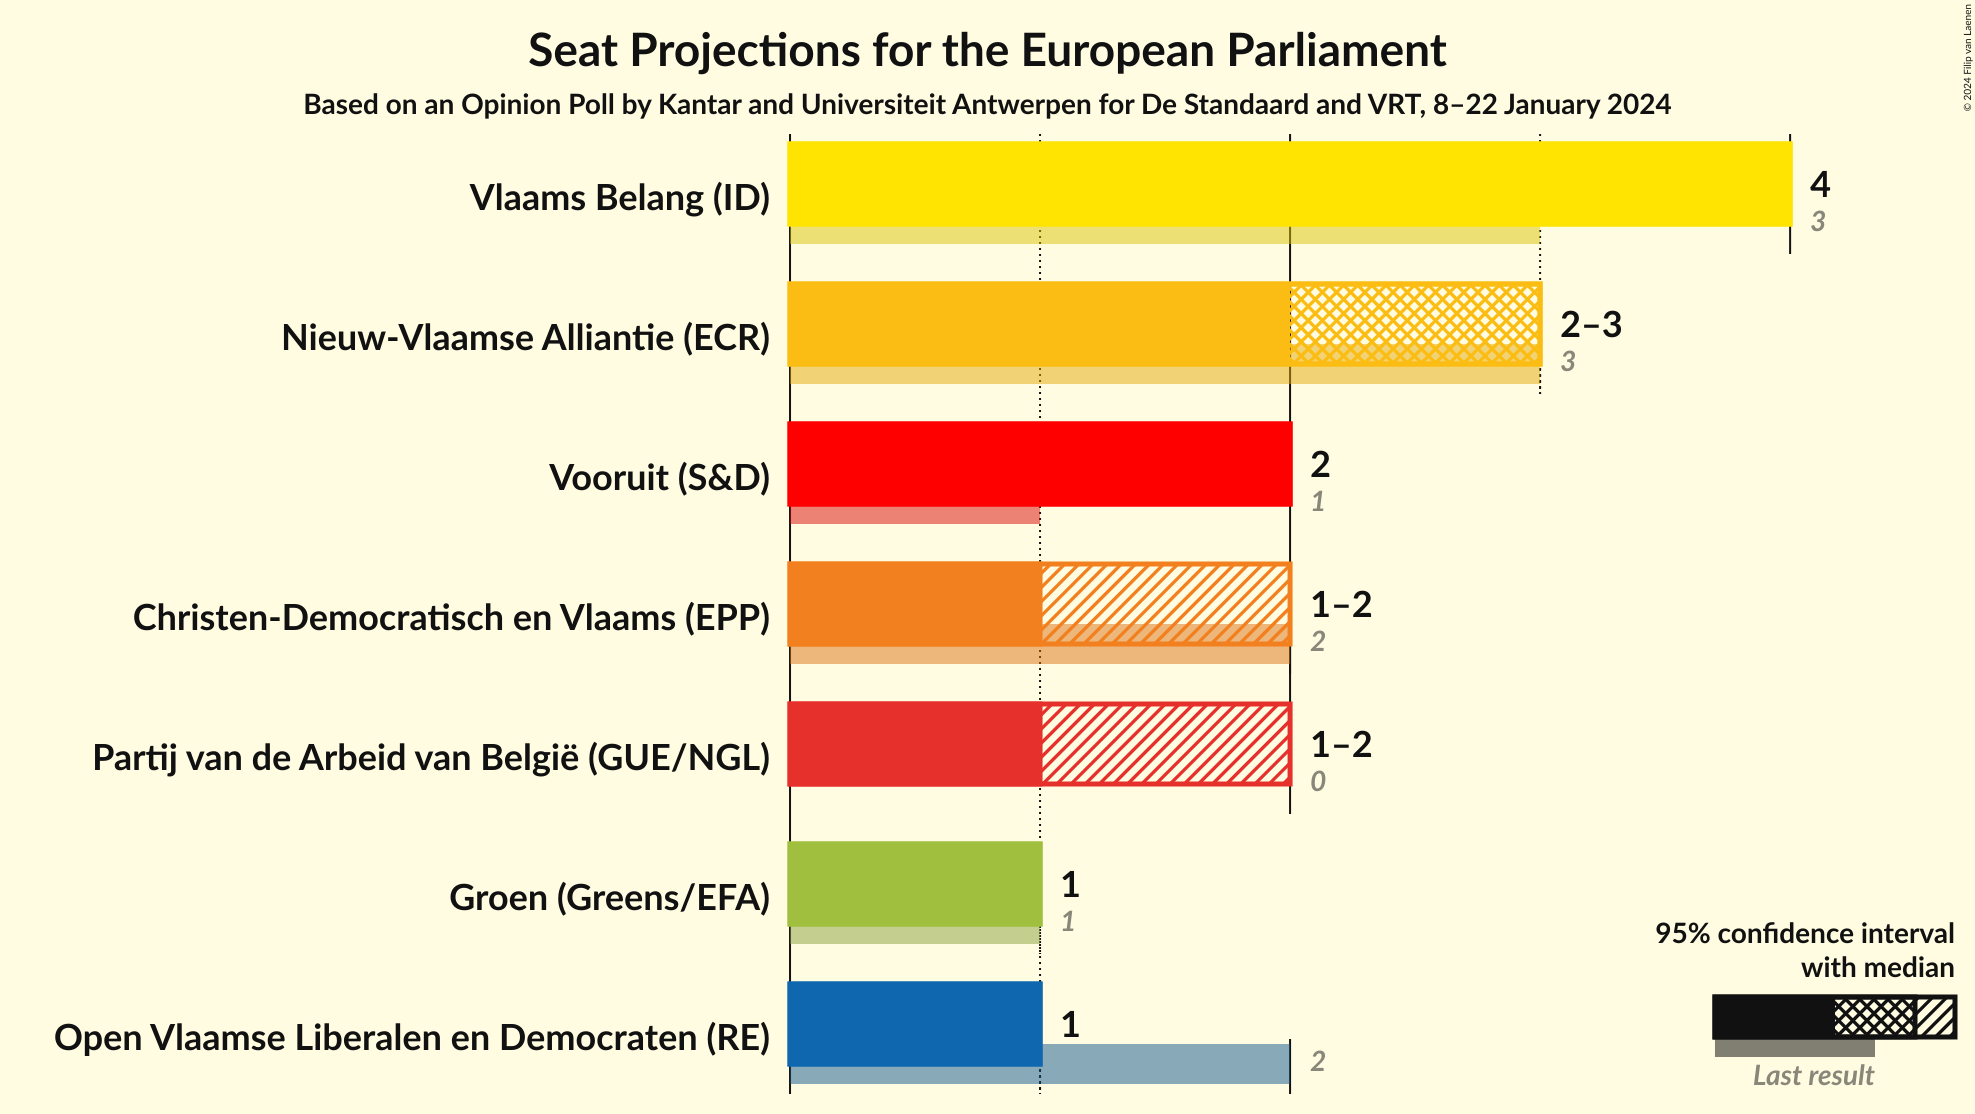 Seat Projections for the European Parliament
Based on an Opinion Poll by Kantar and Universiteit Antwerpen for De Standaard and VRT, 8–22 January 2024
© 2024 Filip van Laenen
Vlaams Belang (ID)
4
3
Nieuw-Vlaamse Alliantie (ECR)
2–3
3
Vooruit (S&D)
2
1
Christen-Democratisch en Vlaams (EPP)
1–2
2
Partij van de Arbeid van België (GUE/NGL)
1–2
0
Groen (Greens/EFA)
1
1
Open Vlaamse Liberalen en Democraten (RE)
1
2
95% confidence interval
with median
Last result